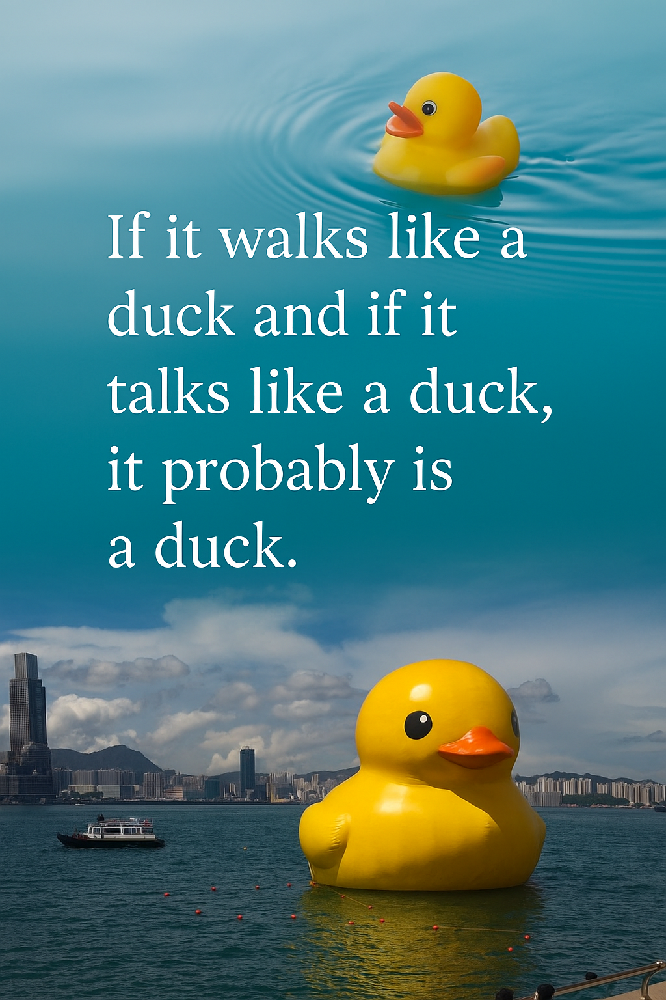 If it walks like a
duck and if it
talks like a duck,
it probably is
a duck.